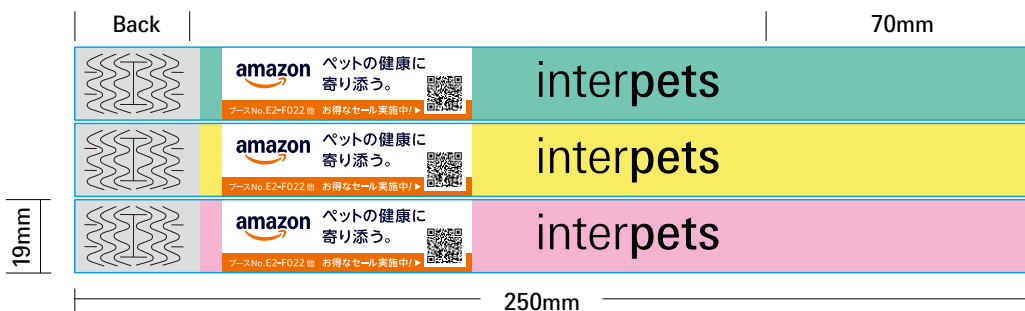 Back
70mm
amazon
ペットの健康に
寄り添う。
ブースNo.E2-F022 他 お得なセール実施中!▶
interpets
amazon
ペットの健康に
寄り添う。
ブースNo.E2-F022 他 お得なセール実施中!▶
interpets
19mm
amazon
ペットの健康に
寄り添う。
ブースNo.E2-F022 他 お得なセール実施中!▶
interpets
250mm